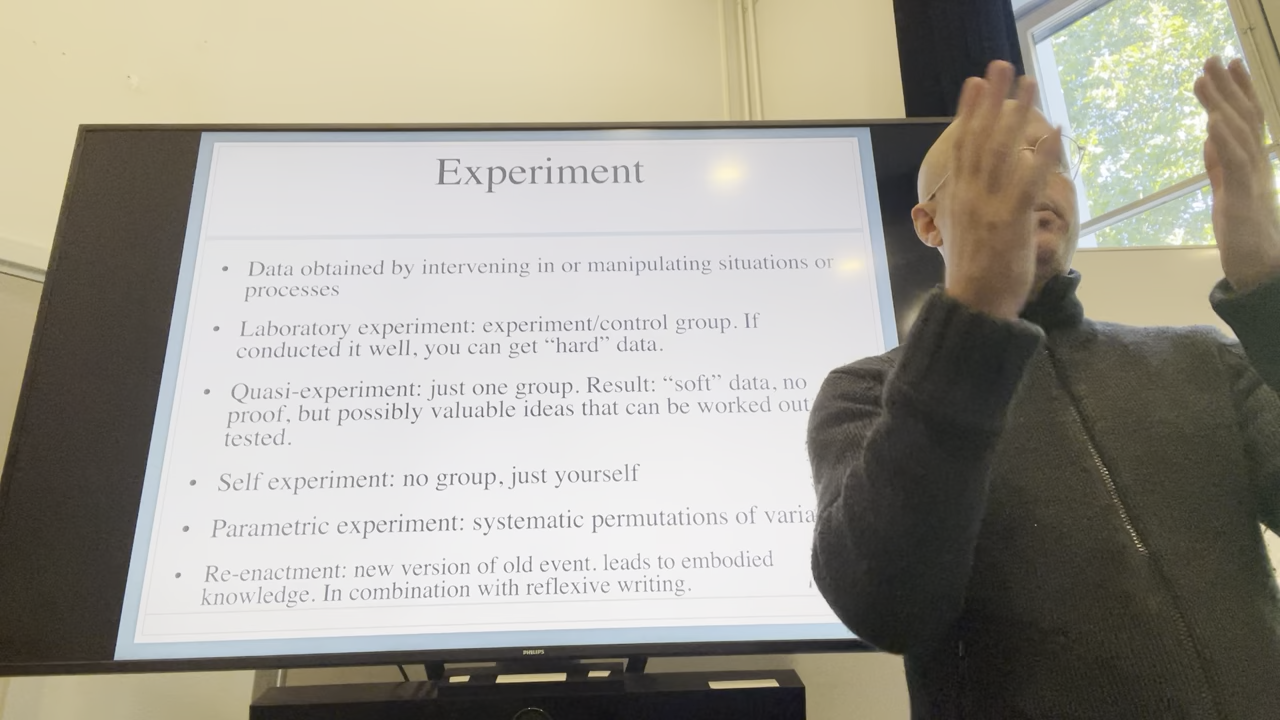 Experiment
• Data obtained by intervening in or manipulating situations or
processes
• Laboratory experiment: experiment/control group. If
conducted it well, you can get “hard” data.
• Quasi-experiment: just one group. Result: “soft” data, no
proof, but possibly valuable ideas that can be worked out
tested.
• Self experiment: no group, just yourself
• Parametric experiment: systematic permutations of
• Re-enactment: new version of old event. leads to embodied
knowledge. In combination with reflexive writing.
PHILIPS